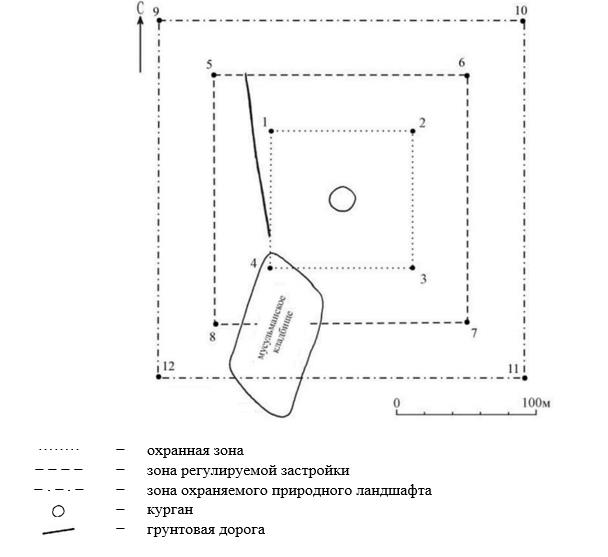 С 9 10
5 6
1 2
4 3
мусульманское
кладбище
8 7
12 11
0 100м
охранная зона
зона регулируемой застройки
зона охраняемого природного ландшафта
курган
грунтовая дорога